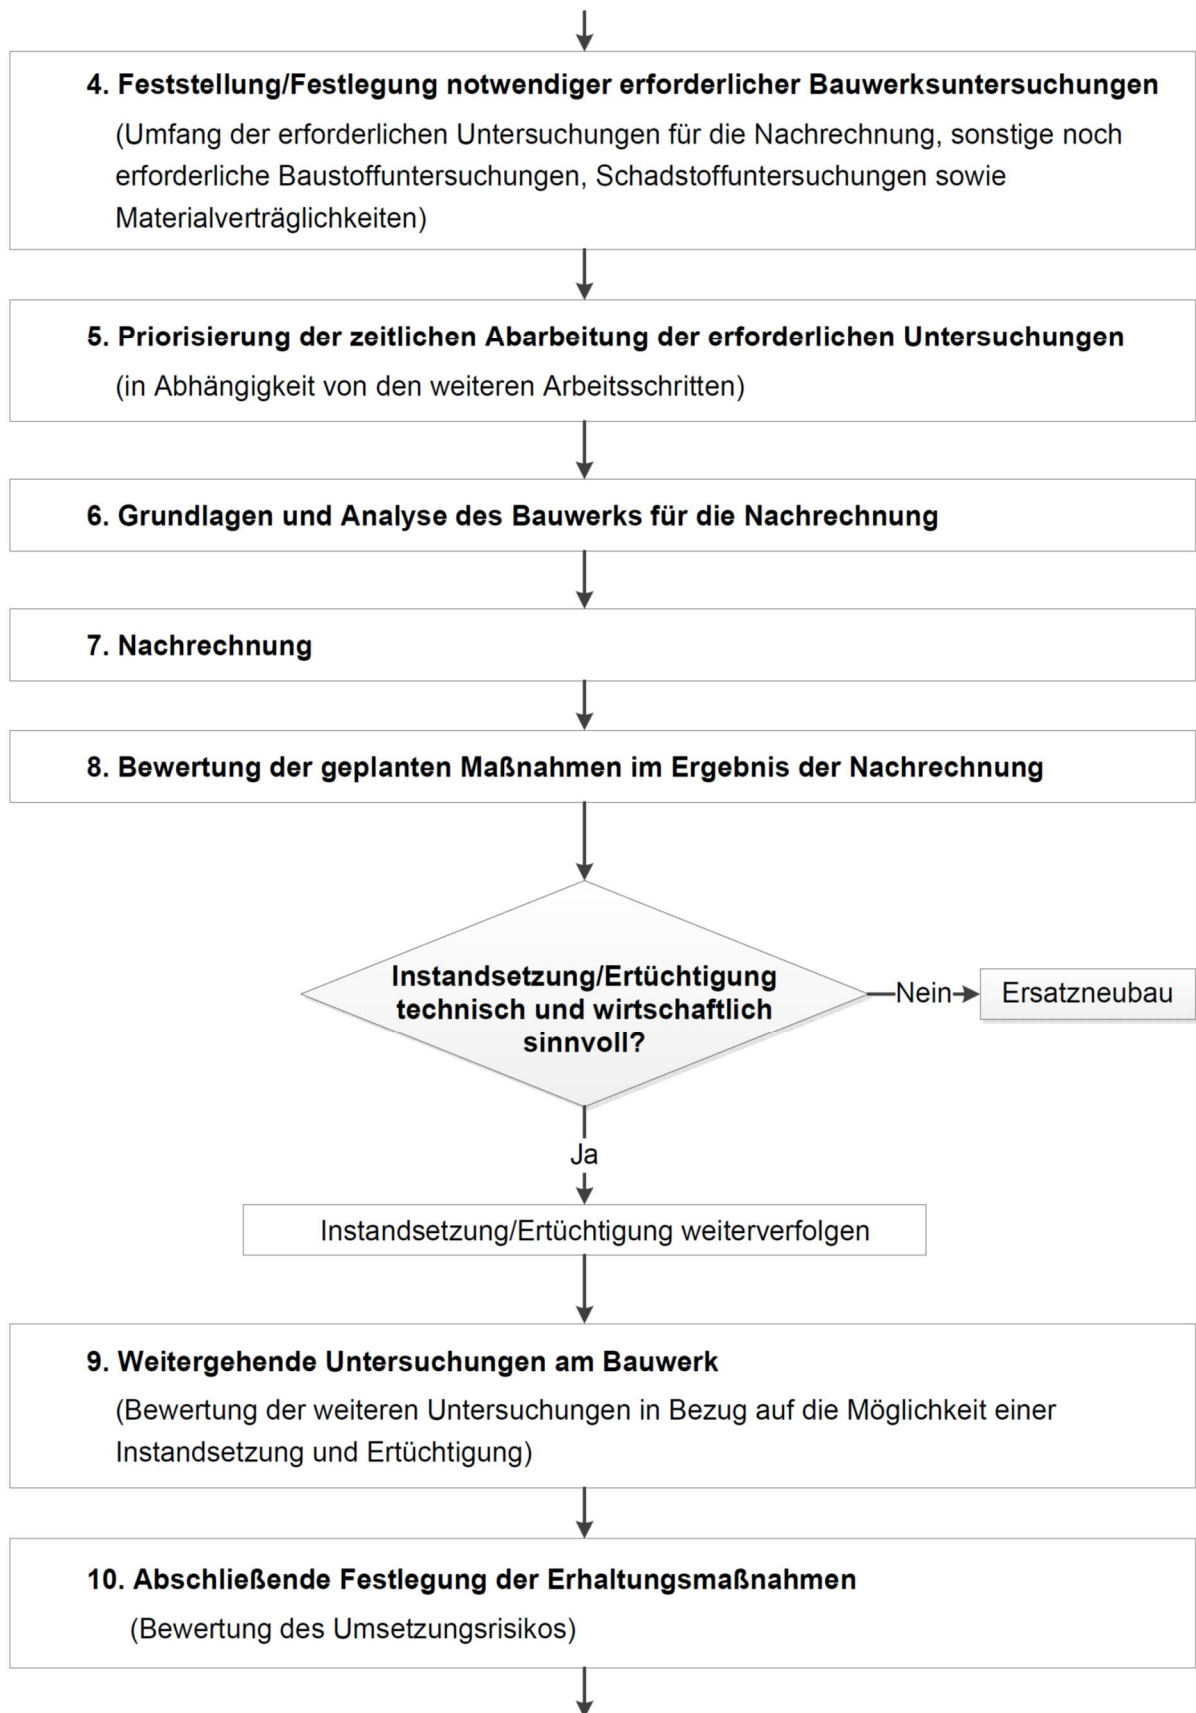 4. Feststellung/Festlegung notwendiger erforderlicher Bauwerksuntersuchungen
(Umfang der erforderlichen Untersuchungen für die Nachrechnung, sonstige noch
erforderliche Baustoffuntersuchungen, Schadstoffuntersuchungen sowie
Materialverträglichkeiten)
5. Priorisierung der zeitlichen Abarbeitung der erforderlichen Untersuchungen
(in Abhängigkeit von den weiteren Arbeitsschritten)
6. Grundlagen und Analyse des Bauwerks für die Nachrechnung
7. Nachrechnung
8. Bewertung der geplanten Maßnahmen im Ergebnis der Nachrechnung
Instandsetzung/Ertüchtigung
technisch und wirtschaftlich
sinnvoll?
Nein
Ersatzneubau
Ja
Instandsetzung/Ertüchtigung weiterverfolgen
9. Weitergehende Untersuchungen am Bauwerk
(Bewertung der weiteren Untersuchungen in Bezug auf die Möglichkeit einer
Instandsetzung und Ertüchtigung)
10. Abschließende Festlegung der Erhaltungsmaßnahmen
(Bewertung des Umsetzungsrisikos)